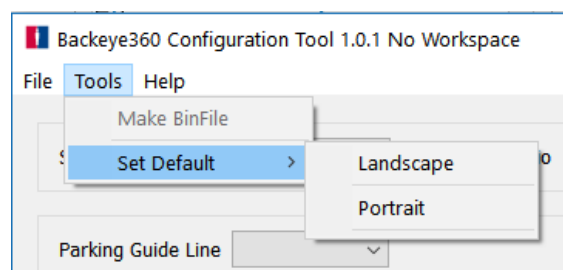 Backeye360 Configuration Tool 1.0.1 No Workspace
File Tools Help
Make BinFile
Set Default
Landscape
Portrait
Parking Guide Line